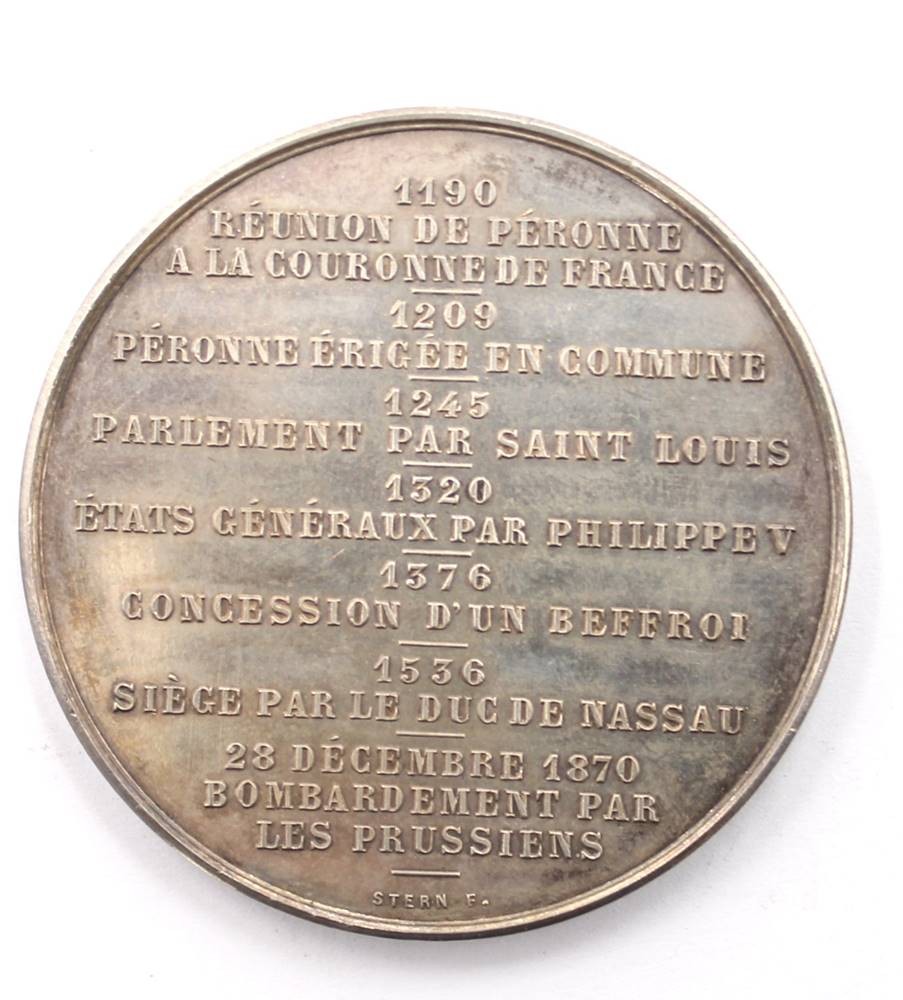 1190
RÉUNION DE PÉRONNE
A LA COURONNE DE FRANCE
1209
PÉRONNE ÉRIGÉE EN COMMUNE
1245
PARLEMENT PAR SAINT LOUIS
1320
ÉTATS GÉNÉRAUX PAR PHILIPPE V
1376
CONCESSION D'UN BEFFROI
1536
SIÈGE PAR LE DUC DE NASSAU
28 DÉCEMBRE 1870
BOMBARDEMENT PAR
LES PRUSSIENS
STERN F.